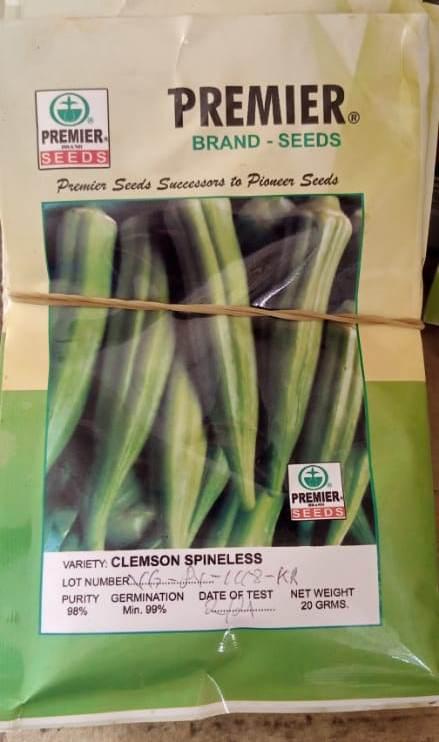 PREMIER®
BRAND - SEEDS
PREMIER®
BRAND
SEEDS
Premier Seeds Successors to Pioneer Seeds
PREMIER®
BRAND
SEEDS
VARIETY: CLEMSON SPINELESS
LOT NUMBER
PURITY GERMINATION DATE OF TEST NET WEIGHT
98% Min. 99% 20 GRMS.